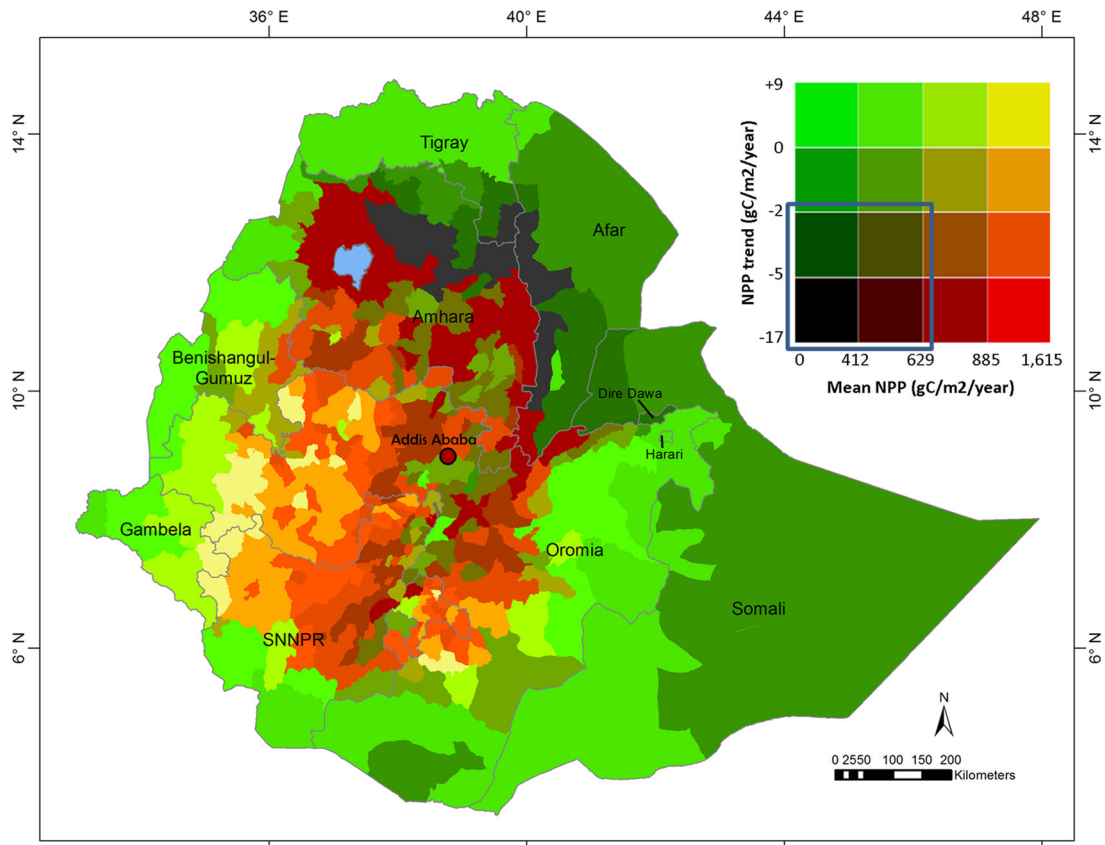 36° E
40° E
44° E
48° E
14° N
10° N
6° N
14° N
10° N
6° N
Tigray
Afar
Amhara
Benishangul-
Gumuz
Dire Dawa
Addis Ababa
Harari
Gambela
Oromia
Somali
SNNPR
NPP trend (gC/m2/year)
+9
0
-2
-5
-17
0
412
629
885
1,615
Mean NPP (gC/m2/year)
N
0 2550 100 150 200
Kilometers